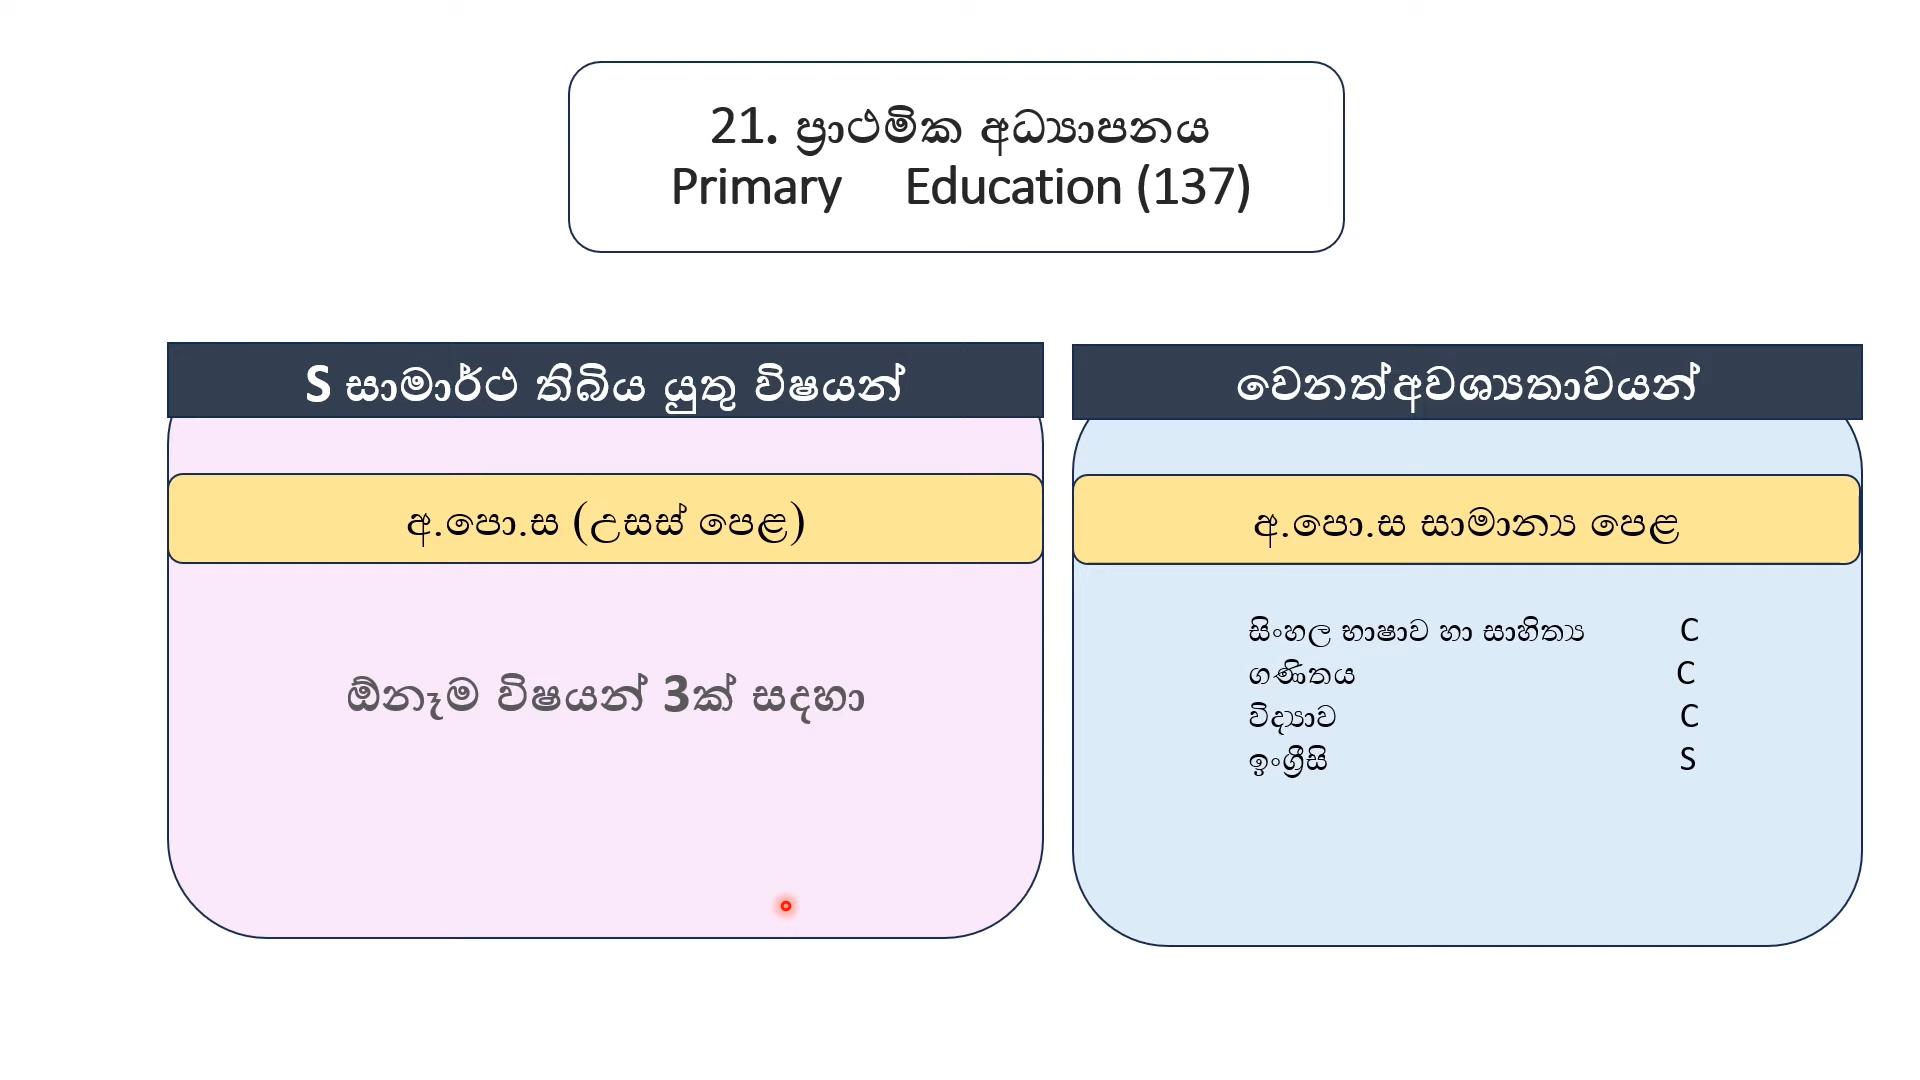 21. ප්‍රාථමික අධ්‍යාපනය
Primary Education (137)
S සාමාර්ථ තිබිය යුතු විෂයන්
අ.පො.ස (උසස් පෙළ)
ඕනෑම විෂයන් 3ක් සදහා
වෙනත්අවශ්‍යතාවයන්
අ.පො.ස සාමාන්‍ය පෙළ
සිංහල භාෂාව හා සාහිත්‍ය C
ගණිතය C
විද්‍යාව C
ඉංග්‍රීසි S